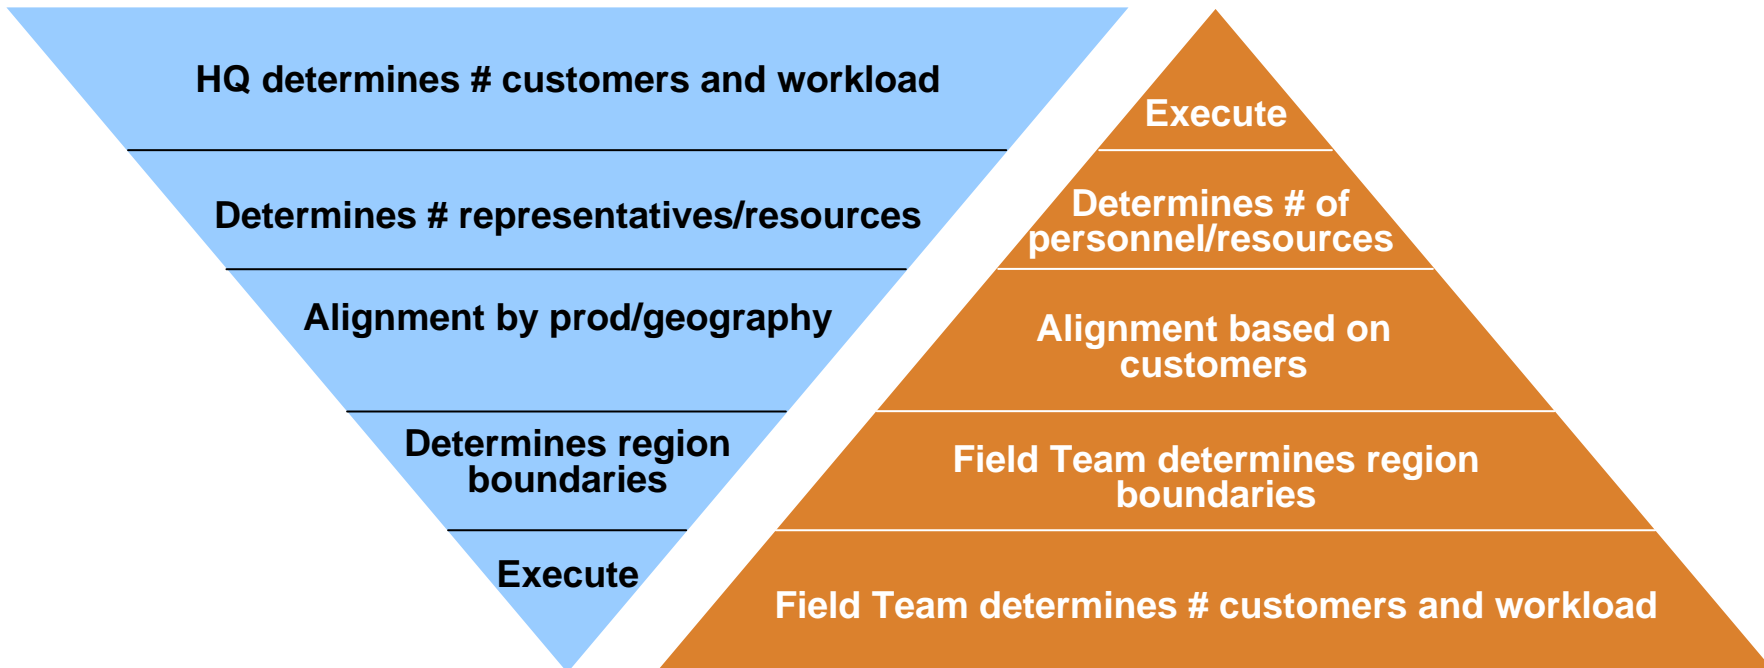 HQ determines # customers and workload
Determines # representatives/resources
Alignment by prod/geography
Determines region
boundaries
Execute
Execute
Determines # of
personnel/resources
Alignment based on
customers
Field Team determines region
boundaries
Field Team determines # customers and workload